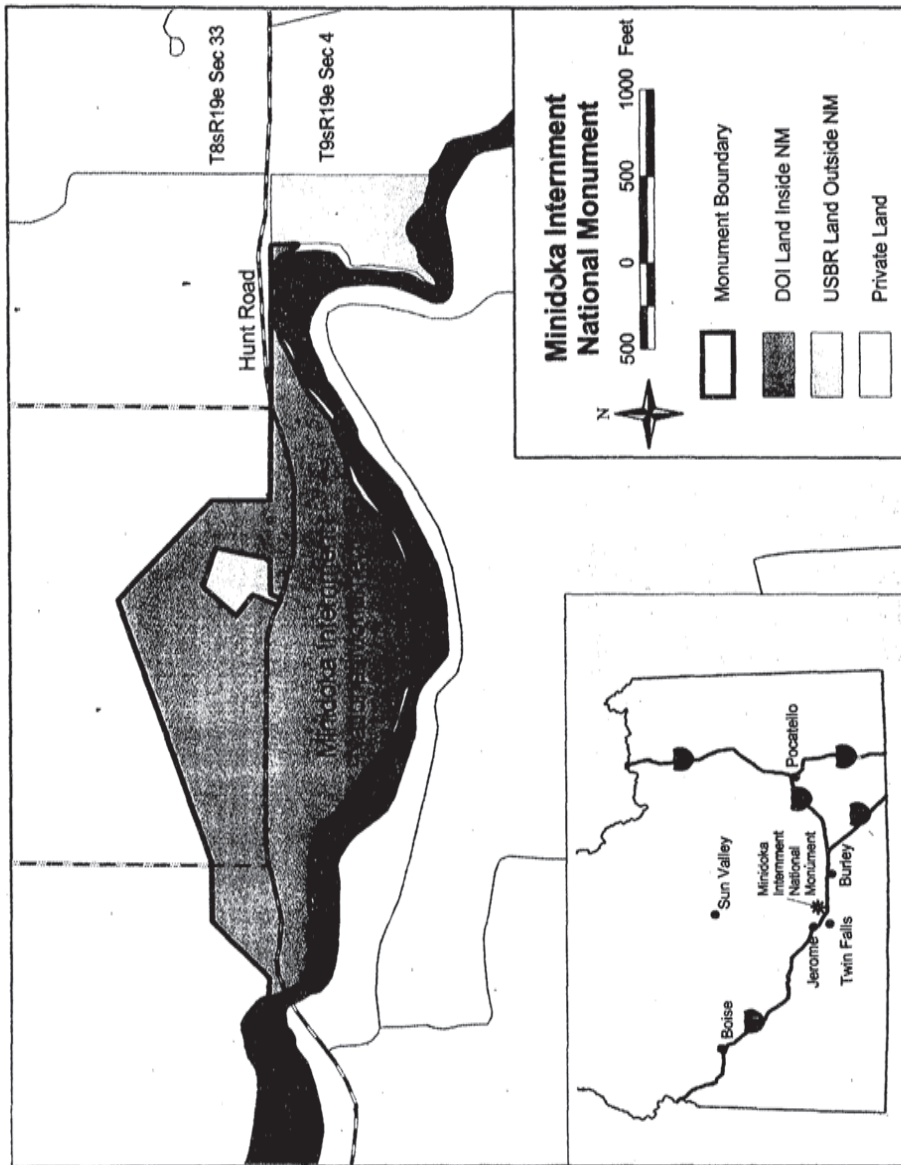 T8sR19e Sec 33
T9sR19e Sec 4
Hunt Road
Minidoka Internment
Minidoka Internment
National Monument
500
0
500
1000 Feet
N
Monument Boundary
DOI Land Inside NM
USBR Land Outside NM
Private Land
Boise
Sun Valley
Minidoka
Internment
National
Monument
Jerome
Twin Falls
Burley
Pocatello